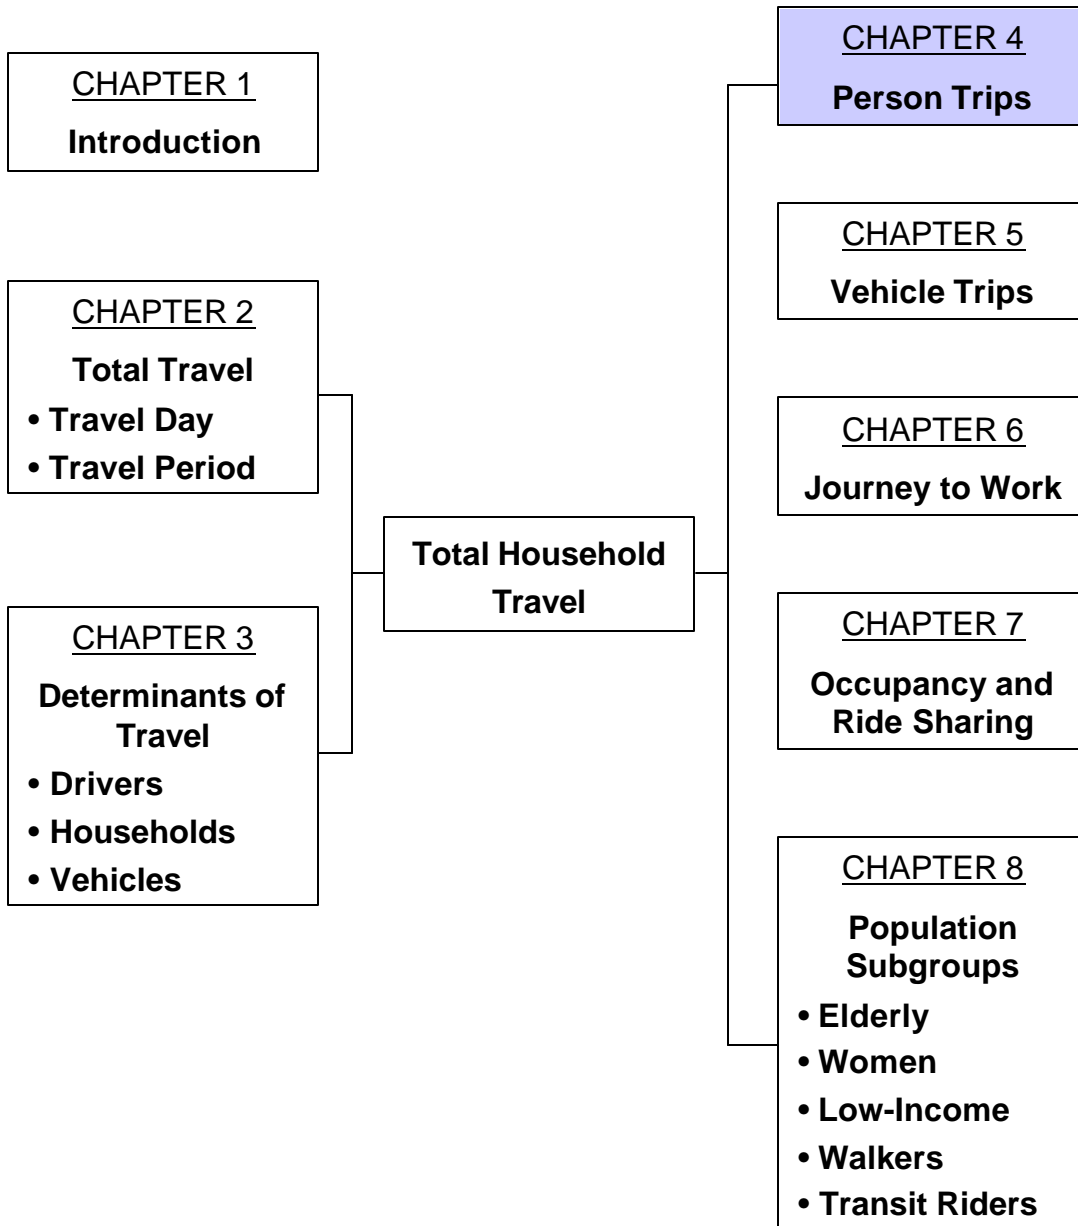 CHAPTER 1
Introduction
CHAPTER 2
Total Travel
• Travel Day
• Travel Period
CHAPTER 3
Determinants of
Travel
• Drivers
• Households
• Vehicles
Total Household
Travel
CHAPTER 4
Person Trips
CHAPTER 5
Vehicle Trips
CHAPTER 6
Journey to Work
CHAPTER 7
Occupancy and
Ride Sharing
CHAPTER 8
Population
Subgroups
• Elderly
• Women
• Low-Income
• Walkers
• Transit Riders